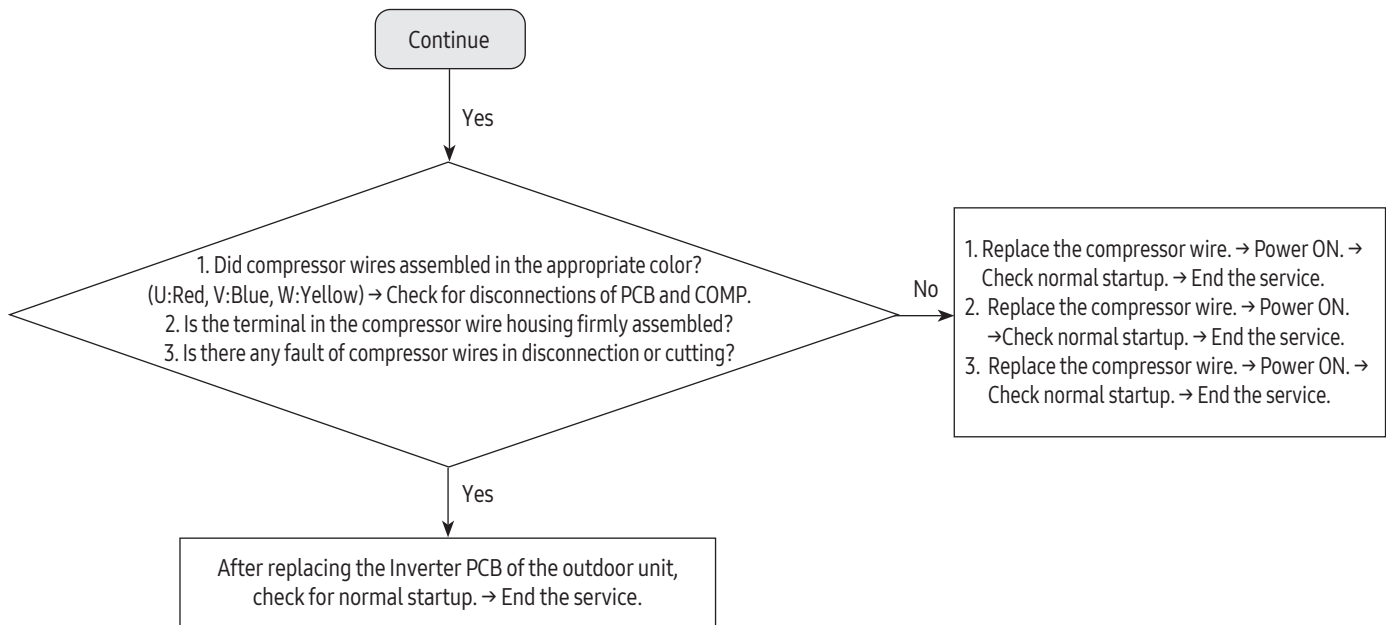 Continue
Yes
1. Did compressor wires assembled in the appropriate color?
(U:Red, V:Blue, W:Yellow) → Check for disconnections of PCB and COMP.
2. Is the terminal in the compressor wire housing firmly assembled?
3. Is there any fault of compressor wires in disconnection or cutting?
No
1. Replace the compressor wire. → Power ON. →
Check normal startup. → End the service.
2. Replace the compressor wire. → Power ON.
→Check normal startup. → End the service.
3. Replace the compressor wire. → Power ON. →
Check normal startup. → End the service.
Yes
After replacing the Inverter PCB of the outdoor unit,
check for normal startup. → End the service.